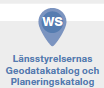 WS
Länsstyrelsernas
Geodatakatalog och
Planeringskatalog